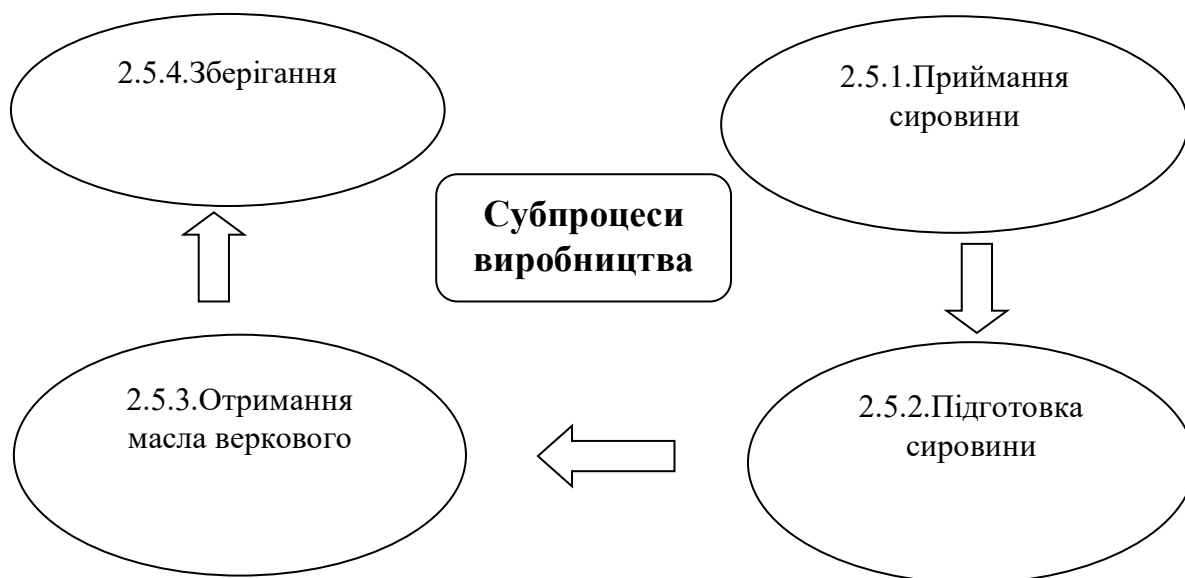 2.5.4.Зберігання
2.5.1.Приймання
сировини
Субпроцеси
виробництва
2.5.3.Отримання
масла веркового
2.5.2.Підготовка
сировини